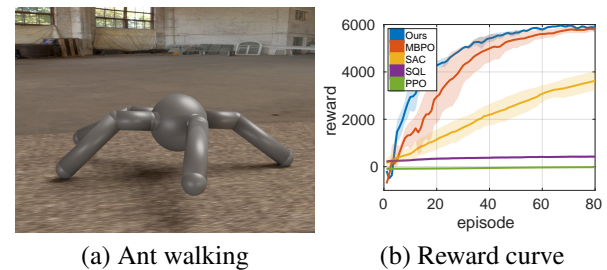 6000
4000
2000
0
reward
Ours
MBPO
SAC
SQL
PPO
0 20 40 60 80
episode
(a) Ant walking
(b) Reward curve